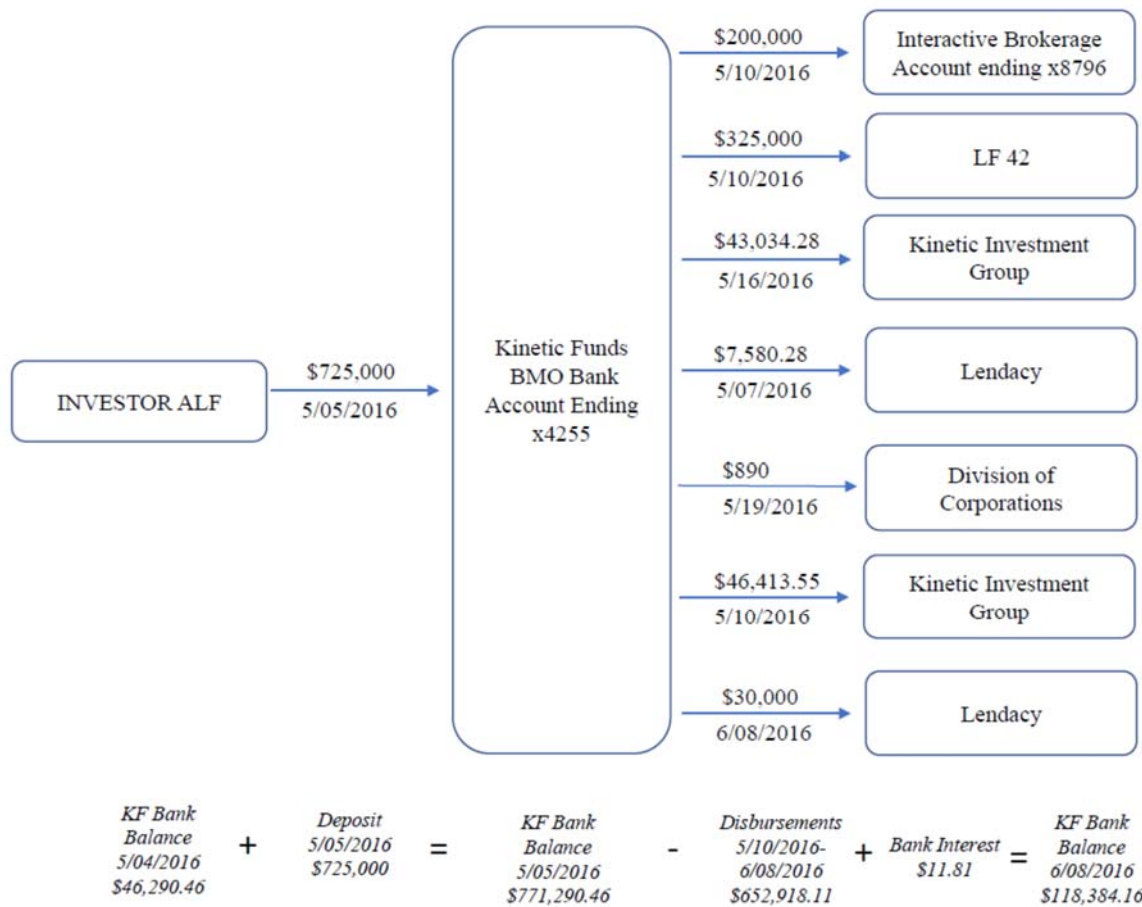 INVESTOR ALF
$725,000
5/05/2016
Kinetic Funds
BMO Bank
Account Ending
x4255
$200,000
5/10/2016
Interactive Brokerage
Account ending x8796
$325,000
5/10/2016
LF 42
$43,034.28
5/16/2016
Kinetic Investment
Group
$7,580.28
5/07/2016
Lendacy
$890
5/19/2016
Division of
Corporations
$46,413.55
5/10/2016
Kinetic Investment
Group
$30,000
6/08/2016
Lendacy
KF Bank
Balance
5/04/2016
$46,290.46
+
Deposit
5/05/2016
$725,000
=
KF Bank
Balance
5/05/2016
$771,290.46
-
Disbursements
5/10/2016-
6/08/2016
$652,918.11
+
Bank Interest
$11.81
=
KF Bank
Balance
6/08/2016
$118,384.16